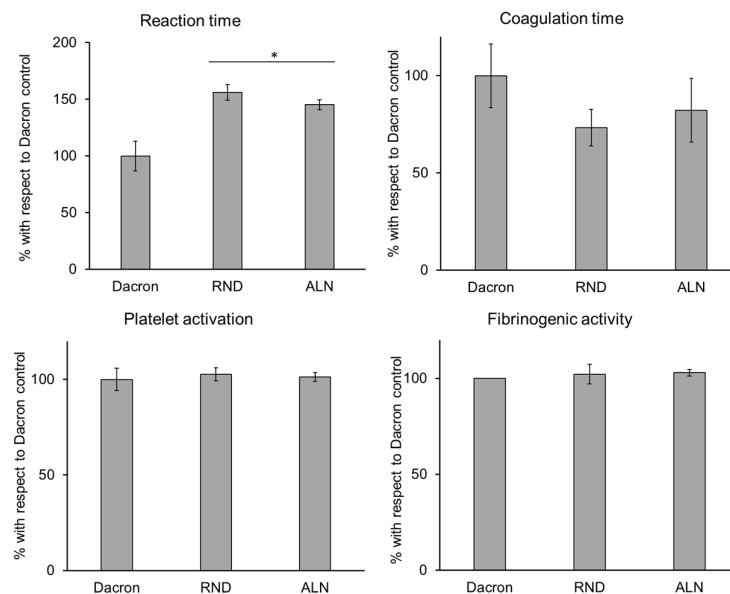 Reaction time
% with respect to Dacron control
200
150
100
50
0
*
Dacron RND ALN
Coagulation time
% with respect to Dacron control
100
50
0
Dacron RND ALN
Platelet activation
% with respect to Dacron control
100
50
0
Dacron RND ALN
Fibrinogenic activity
% with respect to Dacron control
100
50
0
Dacron RND ALN